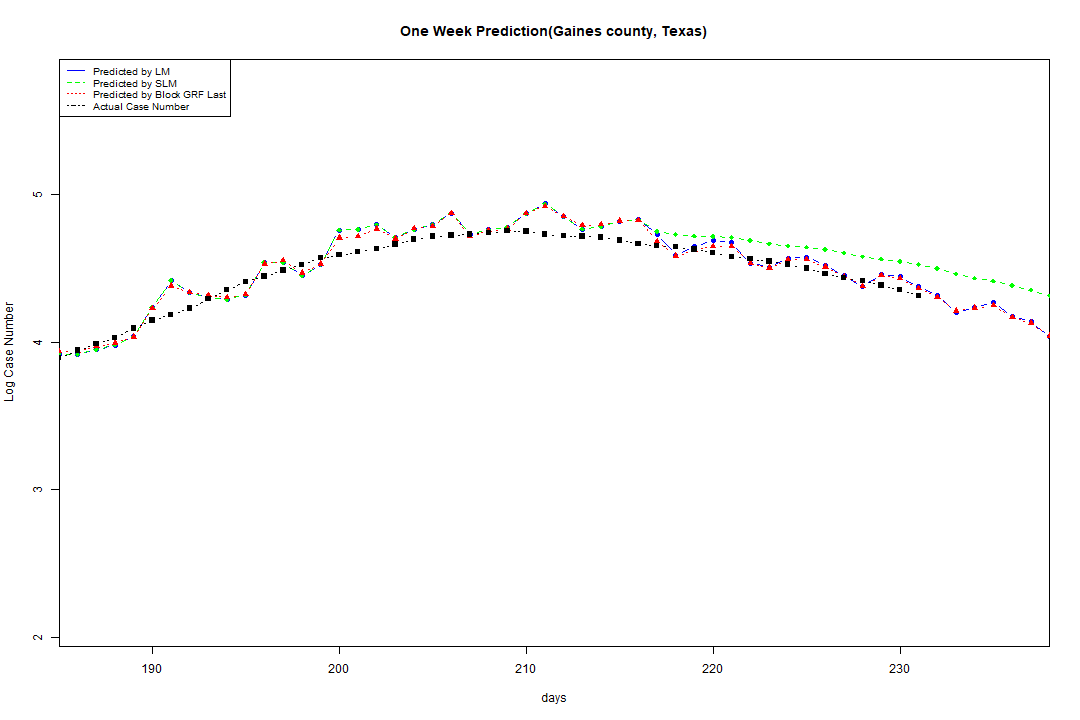 One Week Prediction(Gaines county, Texas)
Predicted by LM
Predicted by SLM
Predicted by Block GRF Last
Actual Case Number
5
4
3
2
Log Case Number
190 200 210 220 230
days